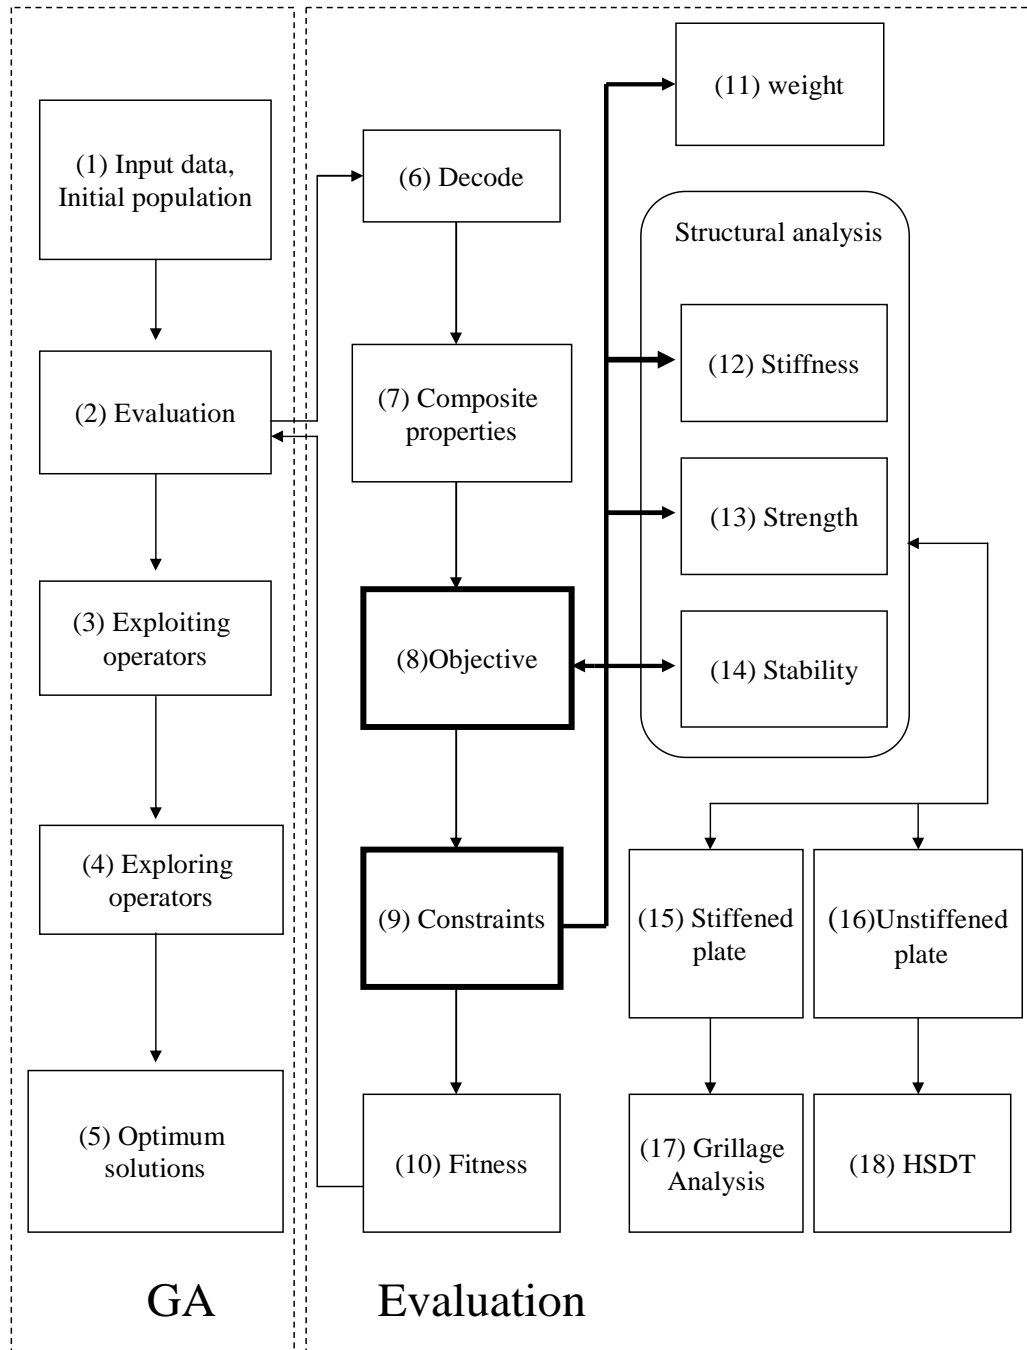 (1) Input data,
Initial population
(2) Evaluation
(3) Exploiting
operators
(4) Exploring
operators
(5) Optimum
solutions
GA
(6) Decode
(7) Composite
properties
(8)Objective
(9) Constraints
(10) Fitness
(11) weight
Structural analysis
(12) Stiffness
(13) Strength
(14) Stability
(15) Stiffened
plate
(16)Unstiffened
plate
(17) Grillage
Analysis
(18) HSDT
Evaluation